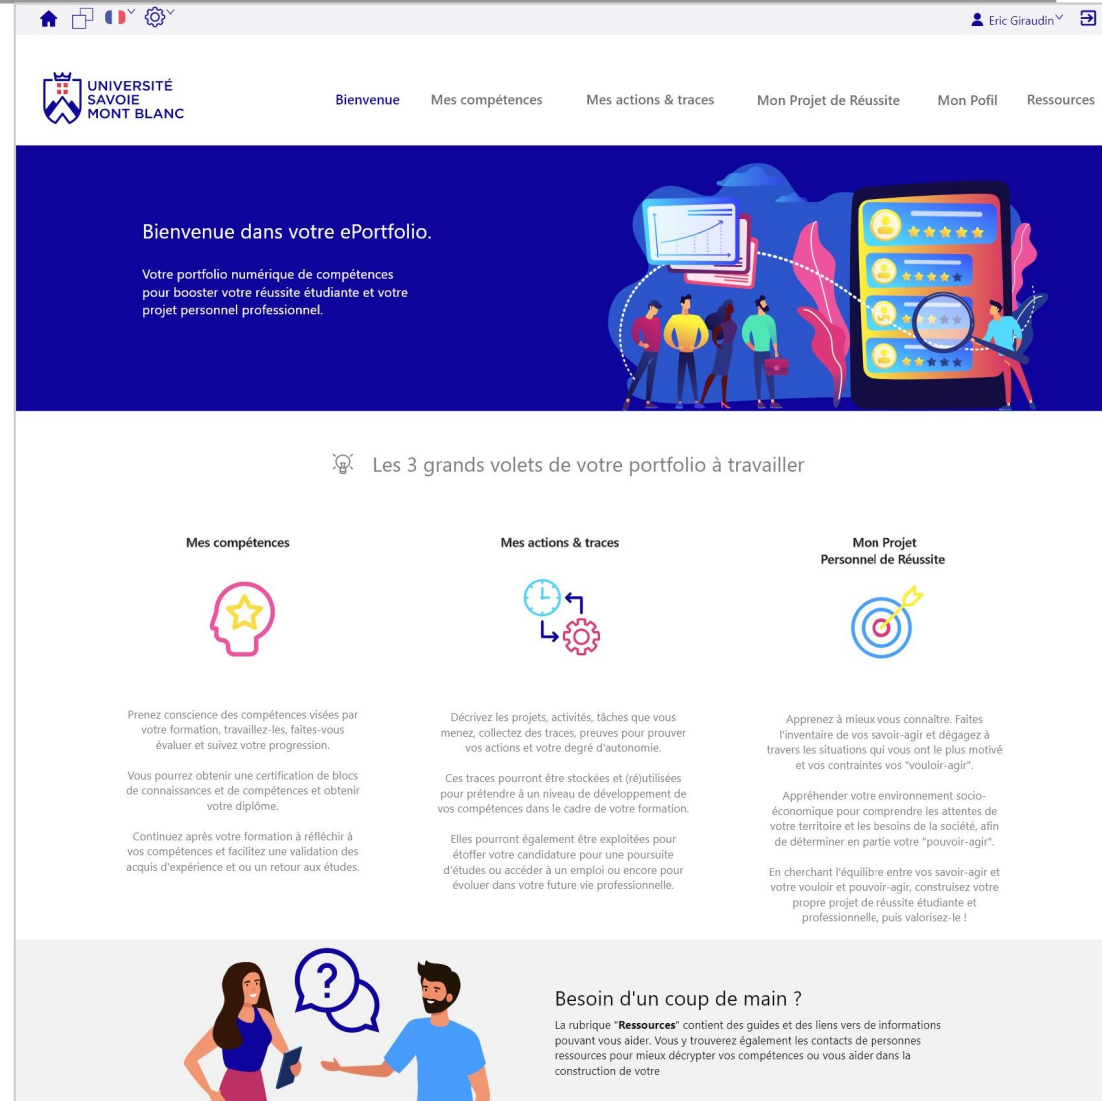 Eric Giraudin
UNIVERSITÉ
SAVOIE
MONT BLANC
Bienvenue
Mes compétences
Mes actions & traces
Mon Projet de Réussite
Mon Pofil
Ressources
Bienvenue dans votre ePortfolio.
Votre portfolio numérique de compétences
pour booster votre réussite étudiante et votre
projet personnel professionnel.
Les 3 grands volets de votre portfolio à travailler
Mes compétences
Prenez conscience des compétences visées par
votre formation, travaillez-les, faites-vous
évaluer et suivez votre progression.
Vous pourrez obtenir une certification de blocs
de connaissances et de compétences et obtenir
votre diplôme.
Continuez après votre formation à réfléchir à
vos compétences et facilitez une validation des
acquis d'expérience et ou un retour aux études.
Mes actions & traces
Décrivez les projets, activités, tâches que vous
menez, collectez des traces, preuves pour prouver
vos actions et votre degré d'autonomie.
Ces traces pourront être stockées et (ré)utilisées
pour prétendre à un niveau de développement de
vos compétences dans le cadre de votre formation.
Elles pourront également être exploitées pour
étoffer votre candidature pour une poursuite
d'études ou accéder à un emploi ou encore pour
évoluer dans votre future vie professionnelle.
Mon Projet
Personnel de Réussite
Apprenez à mieux vous connaître. Faites
l'inventaire de vos savoir-agir et dégagez à
travers les situations qui vous ont le plus motivé
et vos contraintes vos "vouloir-agir".
Appréhender votre environnement socio-
économique pour comprendre les attentes de
votre territoire et les besoins de la société, afin
de déterminer en partie votre "pouvoir-agir".
En cherchant l'équilibre entre vos savoir-agir et
votre vouloir et pouvoir-agir, construisez votre
propre projet de réussite étudiante et
professionnelle, puis valorisez-le !
?
Besoin d'un coup de main ?
La rubrique "Ressources" contient des guides et des liens vers de informations
pouvant vous aider. Vous y trouverez également les contacts de personnes
ressources pour mieux décrypter vos compétences ou vous aider dans la
construction de votre